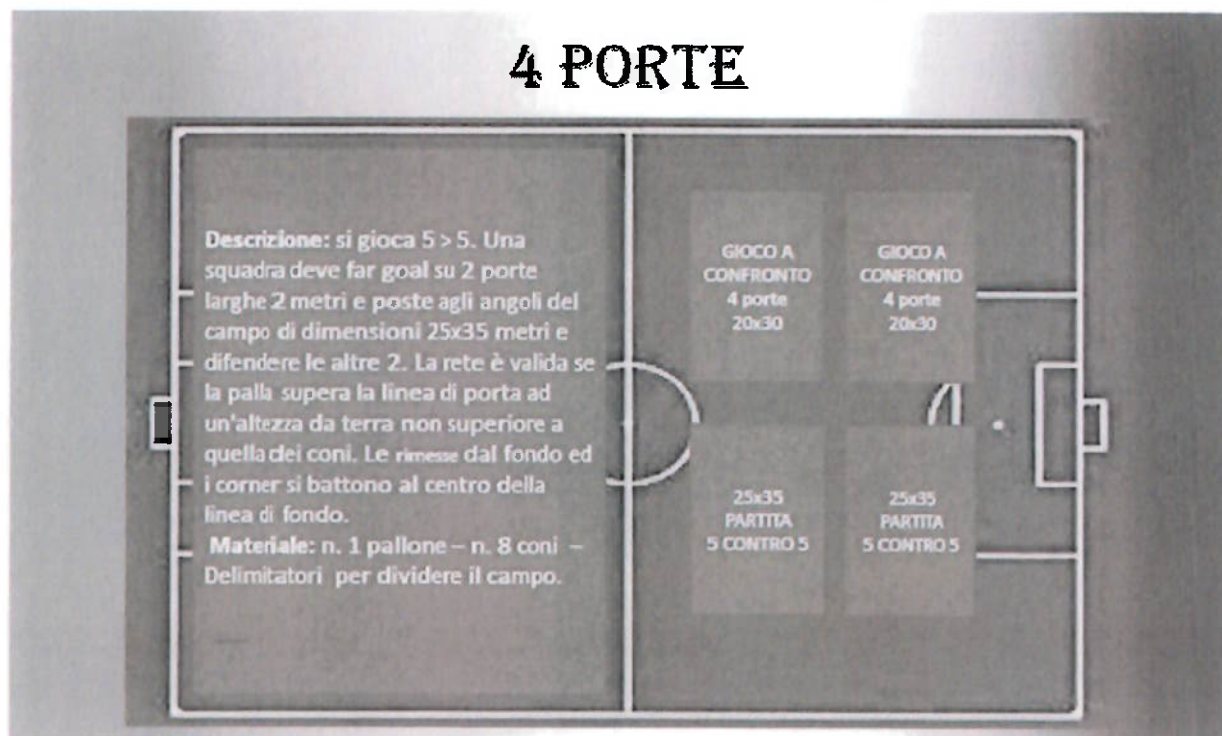 4 PORTE
Descrizione: si gioca 5 > 5. Una
squadra deve far goal su 2 porte
larghe 2 metri e poste agli angoli del
campo di dimensioni 25x35 metri e
difendere le altre 2. La rete è valida se
la palla supera la linea di porta ad
un'altezza da terra non superiore a
quella dei coni. Le rimesse dal fondo ed
i corner si battono al centro della
linea di fondo.
Materiale: n. 1 pallone – n. 8 coni –
Delimitatori per dividere il campo.
GIOCO A
CONFRONTO
4 porte
20x30
GIOCO A
CONFRONTO
4 porte
20x30
25x35
PARTITA
5 CONTRO 5
25x35
PARTITA
5 CONTRO 5